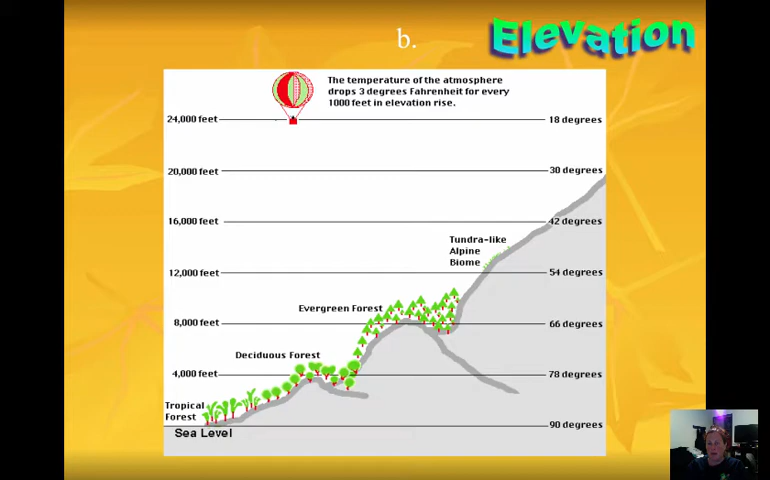 b.
Elevation
The temperature of the atmosphere
drops 3 degrees Fahrenheit for every
1000 feet in elevation rise.
24,000 feet 18 degrees
20,000 feet 30 degrees
16,000 feet 42 degrees
Tundra-like
Alpine
Biome
12,000 feet 54 degrees
Evergreen Forest
8,000 feet 66 degrees
Deciduous Forest
4,000 feet 78 degrees
Tropical
Forest
90 degrees
Sea Level